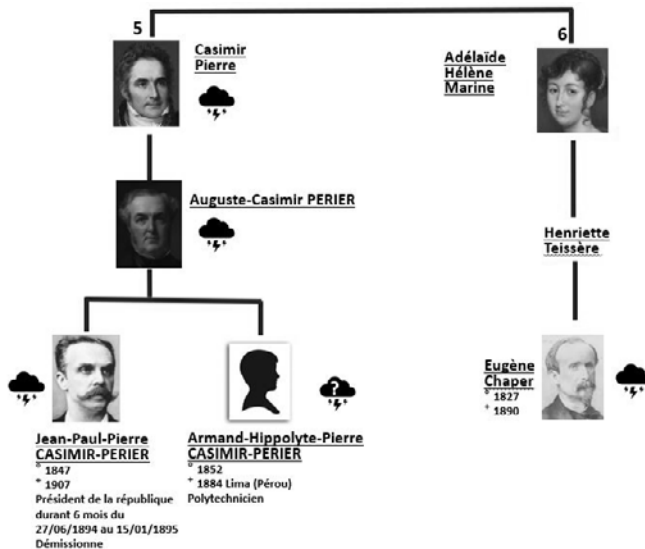 5
6
Casimir
Pierre
Adélaïde
Hélène
Marine
Auguste-Casimir PERIER
Henriette
Teissère
Jean-Paul-Pierre
CASIMIR-PERIER
° 1847
+ 1907
Président de la république
durant 6 mois du
27/06/1894 au 15/01/1895
Démissionne
?
Armand-Hippolyte-Pierre
CASIMIR-PERIER
° 1852
+ 1884 Lima (Pérou)
Polytechnicien
Eugène
Chaper
° 1827
+ 1890